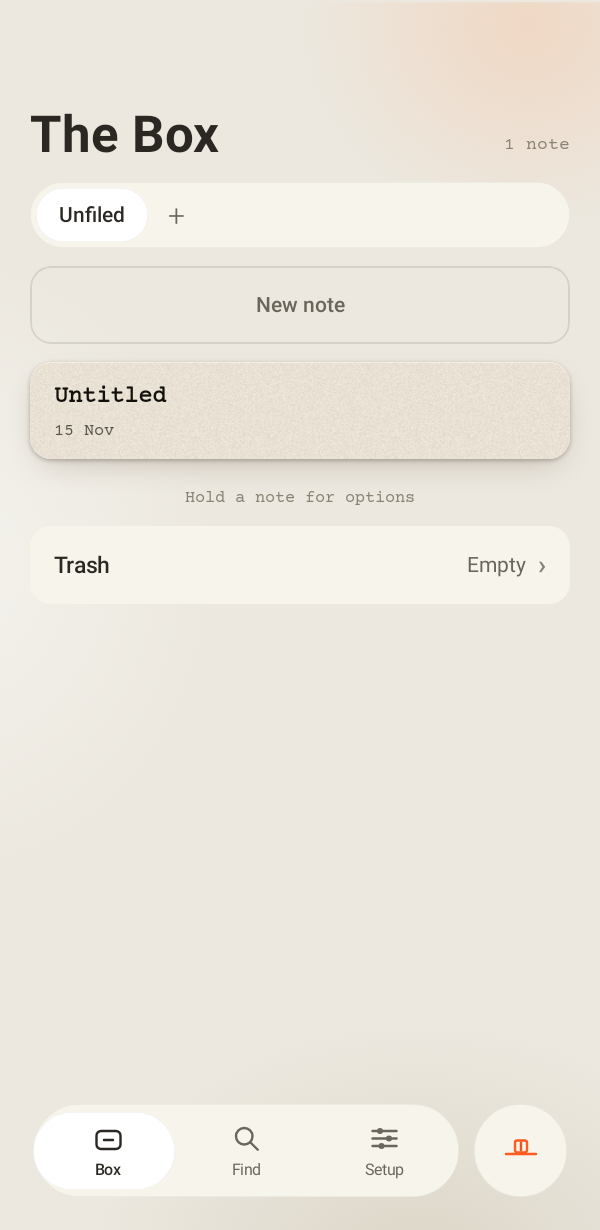 The Box
1 note
Unfiled +
New note
Untitled
15 Nov
Hold a note for options
Trash
Empty ›
Box
Find
Setup